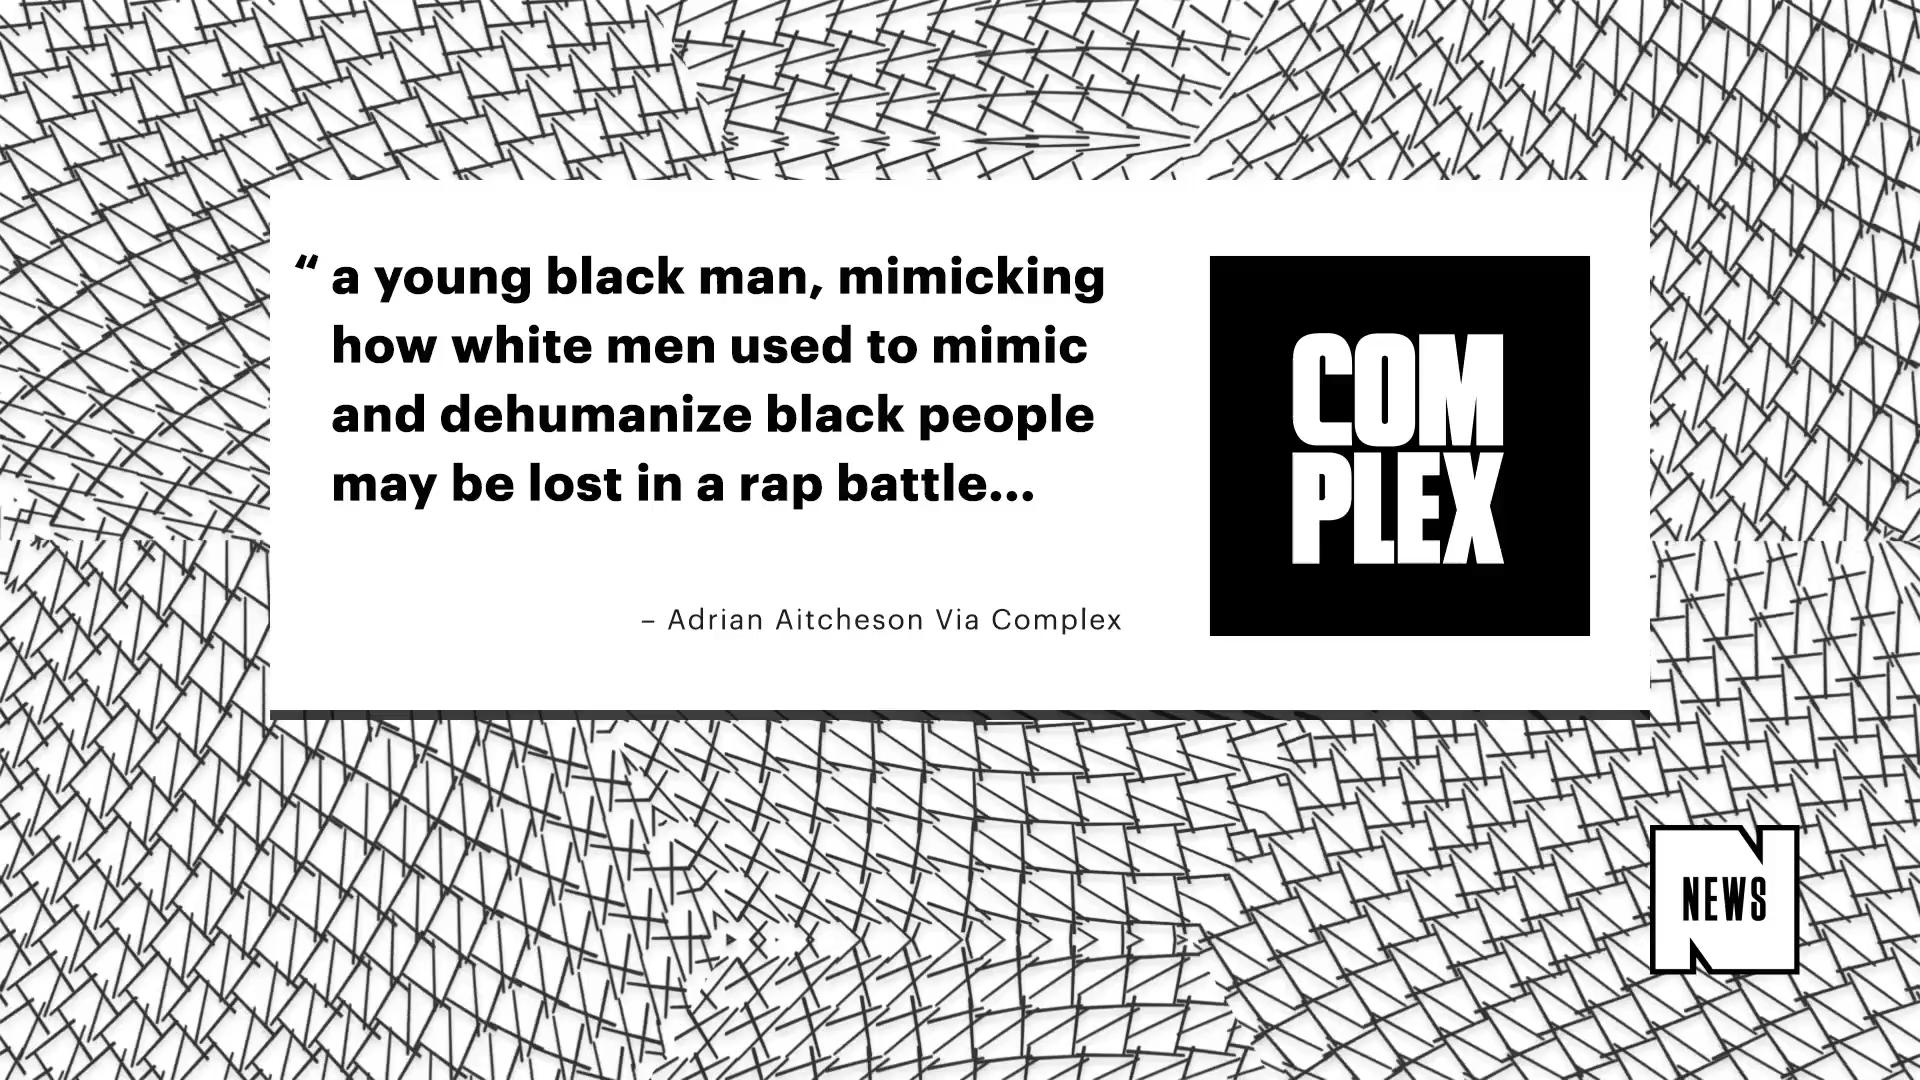 “ a young black man, mimicking
how white men used to mimic
and dehumanize black people
may be lost in a rap battle...
– Adrian Aitcheson Via Complex
COM
PLEX
NEWS